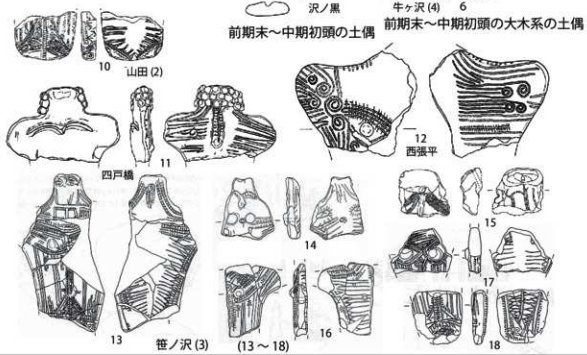 沢ノ黒
牛ヶ沢 (4)
6
前期末～中期初頭の土偶
前期末～中期初頭の大木系の土偶
10
山田 (2)
四戸橋
11
12
西張平
13
14
15
16
17
18
笹ノ沢 (3)
(13 ～ 18)